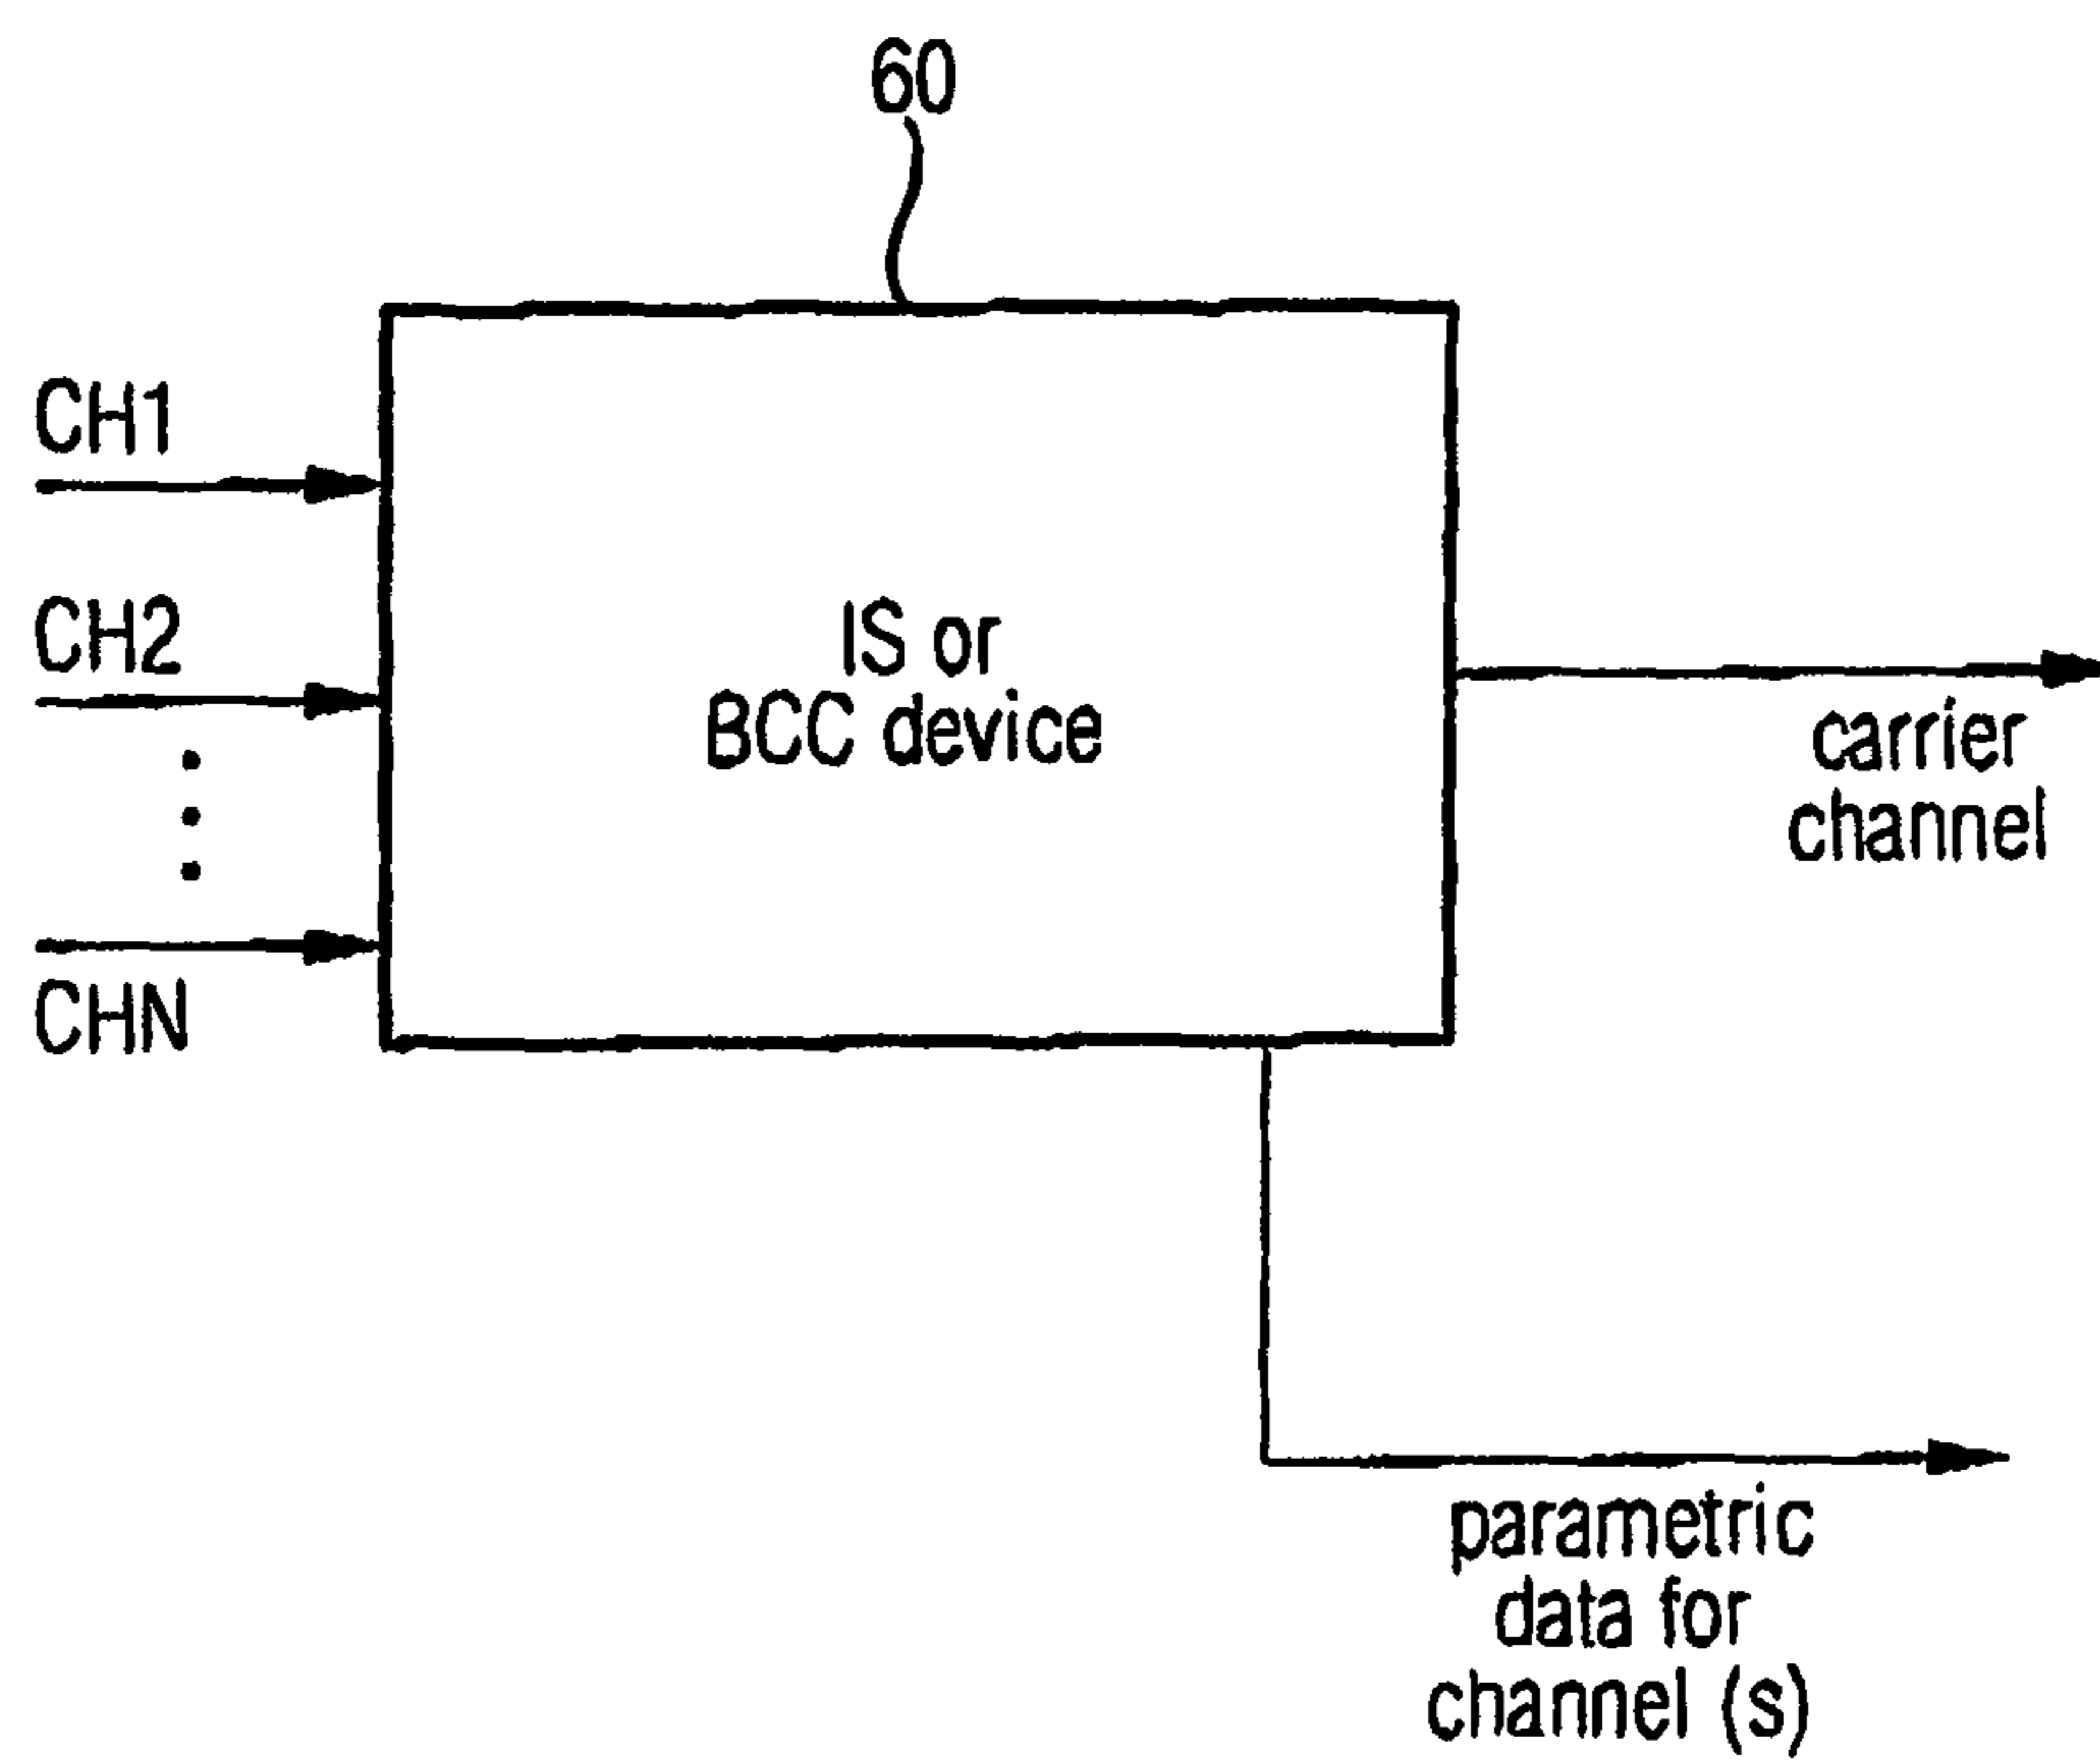 60
CH1
CH2
CHN
IS or
BCC device
carrier
channel
parametric
data for
channel (s)